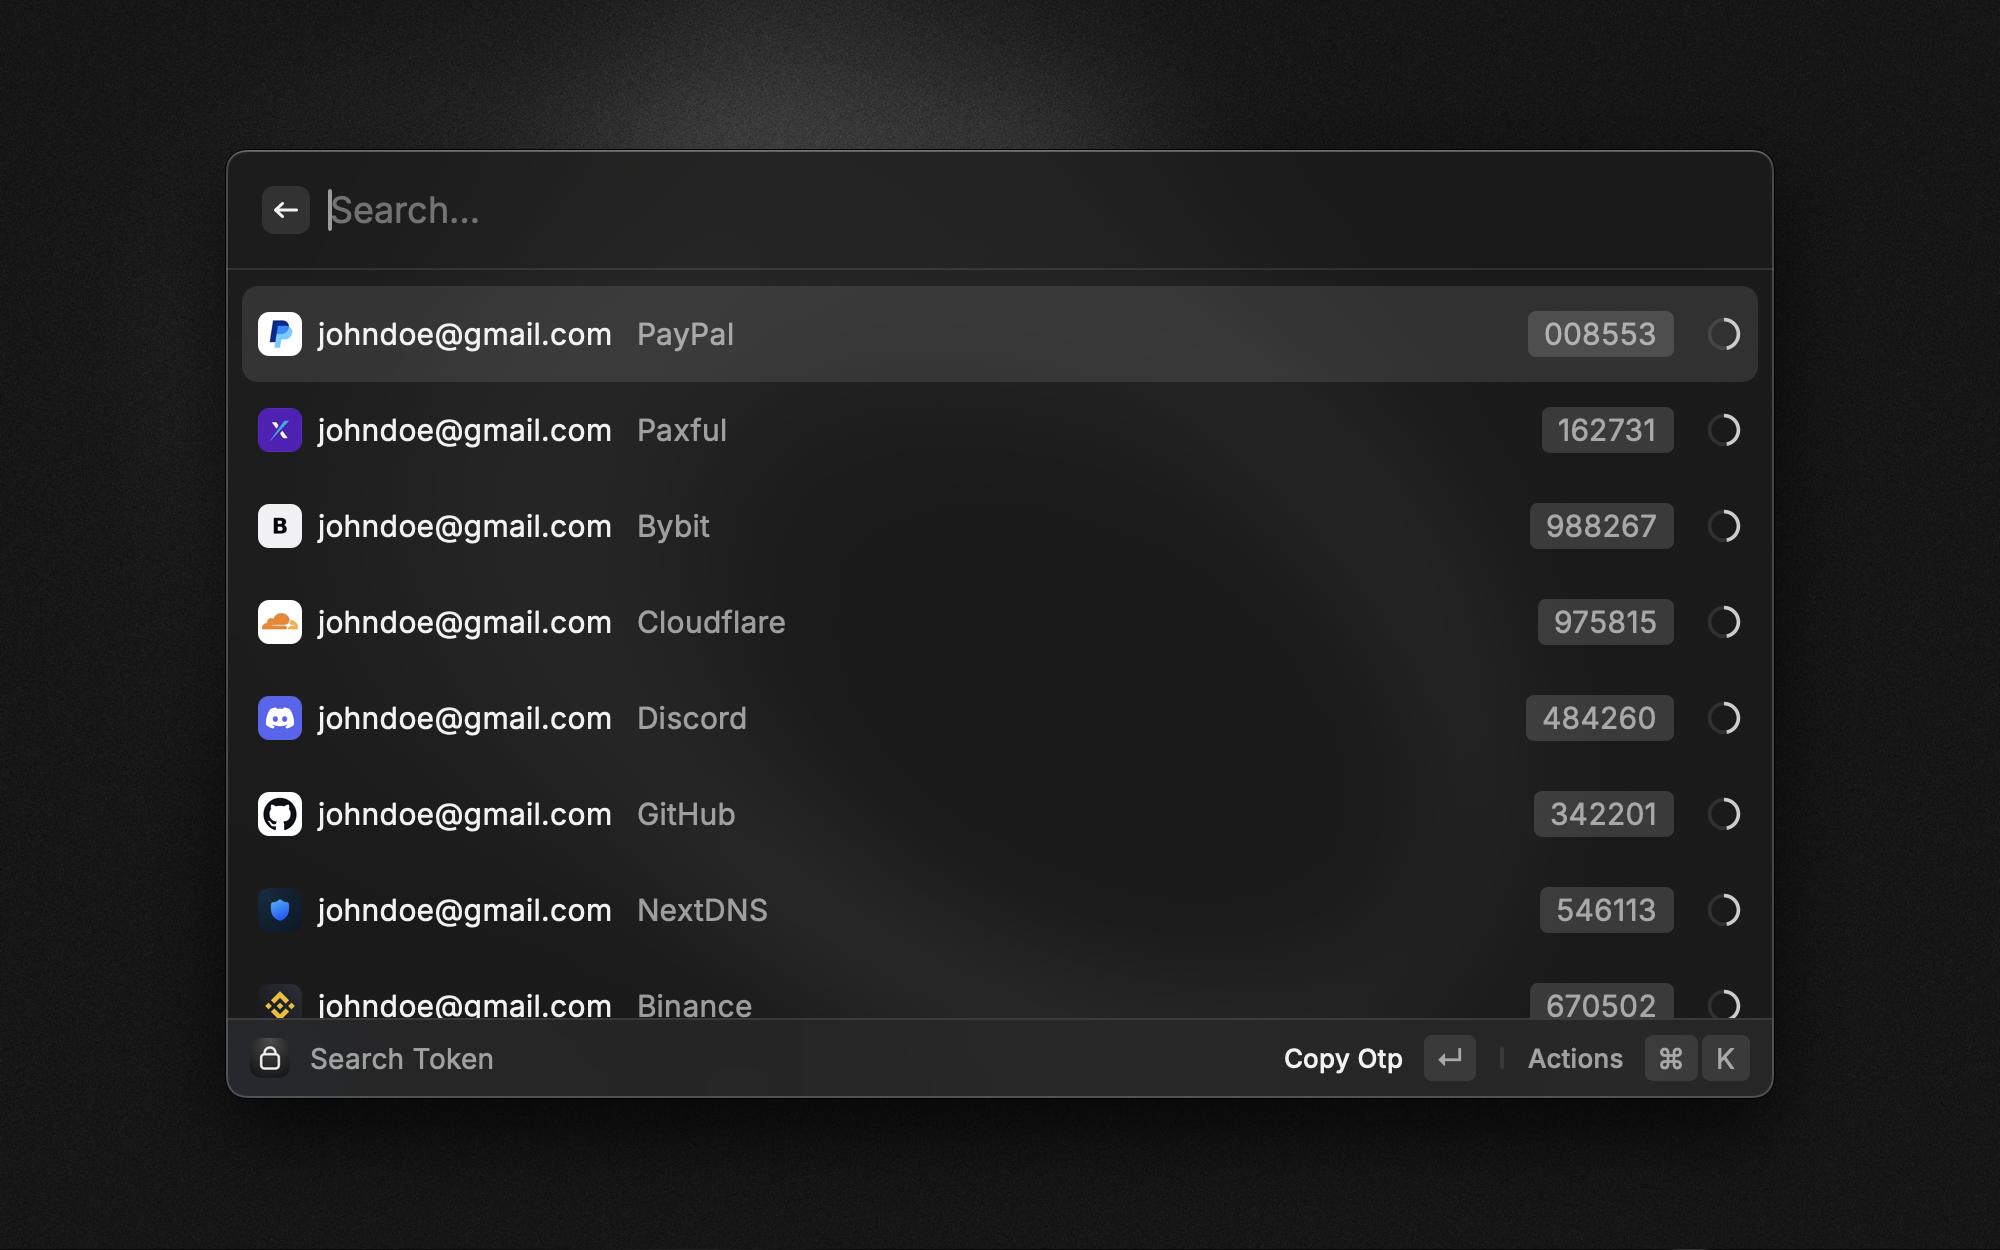 Search...
johndoe@gmail.com PayPal 008553
johndoe@gmail.com Paxful 162731
B johndoe@gmail.com Bybit 988267
johndoe@gmail.com Cloudflare 975815
johndoe@gmail.com Discord 484260
johndoe@gmail.com GitHub 342201
johndoe@gmail.com NextDNS 546113
johndoe@gmail.com Binance 670502
Search Token Copy Otp ↵ Actions ⌘ K